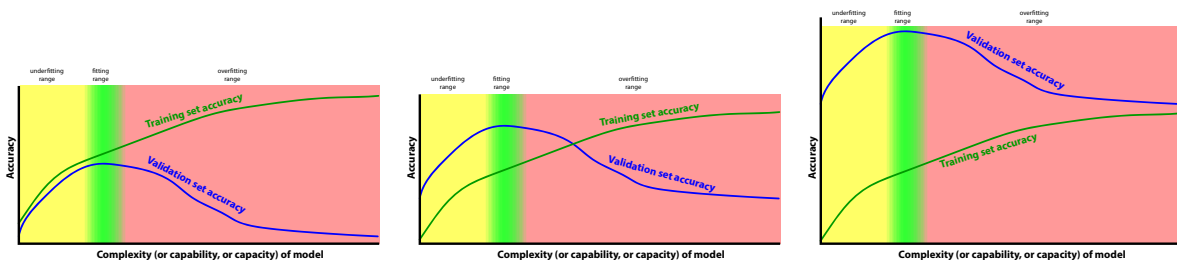 underfitting
range
fitting
range
overfitting
range
Training set accuracy
Validation set accuracy
Accuracy
Complexity (or capability, or capacity) of model
underfitting
range
fitting
range
overfitting
range
Training set accuracy
Validation set accuracy
Accuracy
Complexity (or capability, or capacity) of model
underfitting
range
fitting
range
overfitting
range
Validation set accuracy
Training set accuracy
Accuracy
Complexity (or capability, or capacity) of model